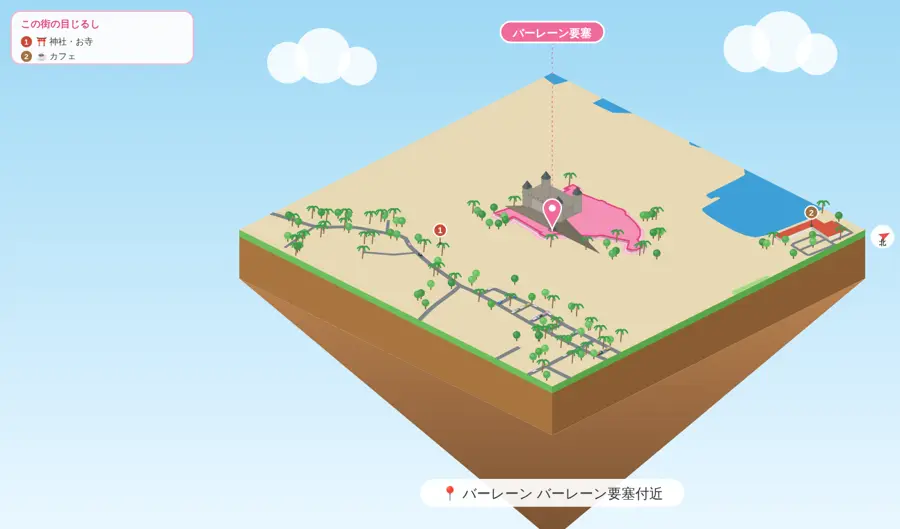 この街の目じるし
1 ⛩ 神社・お寺
2 ☕ カフェ
バーレーン要塞
1
2
北
📍 バーレーン バーレーン要塞付近